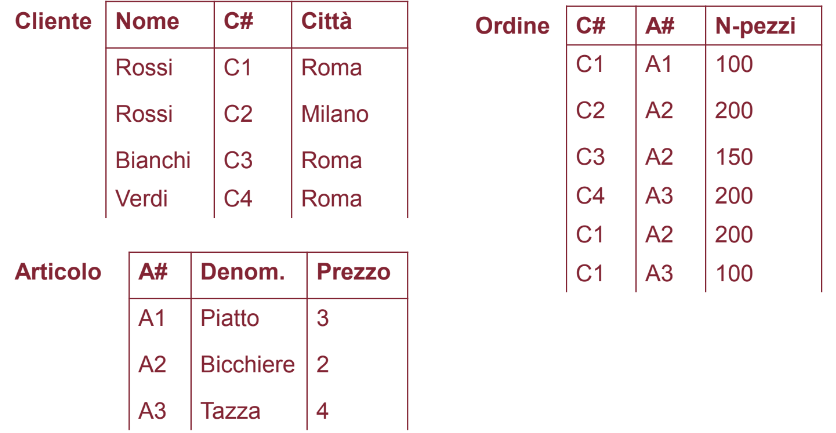 Cliente Nome C# Città
Rossi C1 Roma
Rossi C2 Milano
Bianchi C3 Roma
Verdi C4 Roma
Ordine C# A# N-pezzi
C1 A1 100
C2 A2 200
C3 A2 150
C4 A3 200
C1 A2 200
C1 A3 100
Articolo A# Denom. Prezzo
A1 Piatto 3
A2 Bicchiere 2
A3 Tazza 4